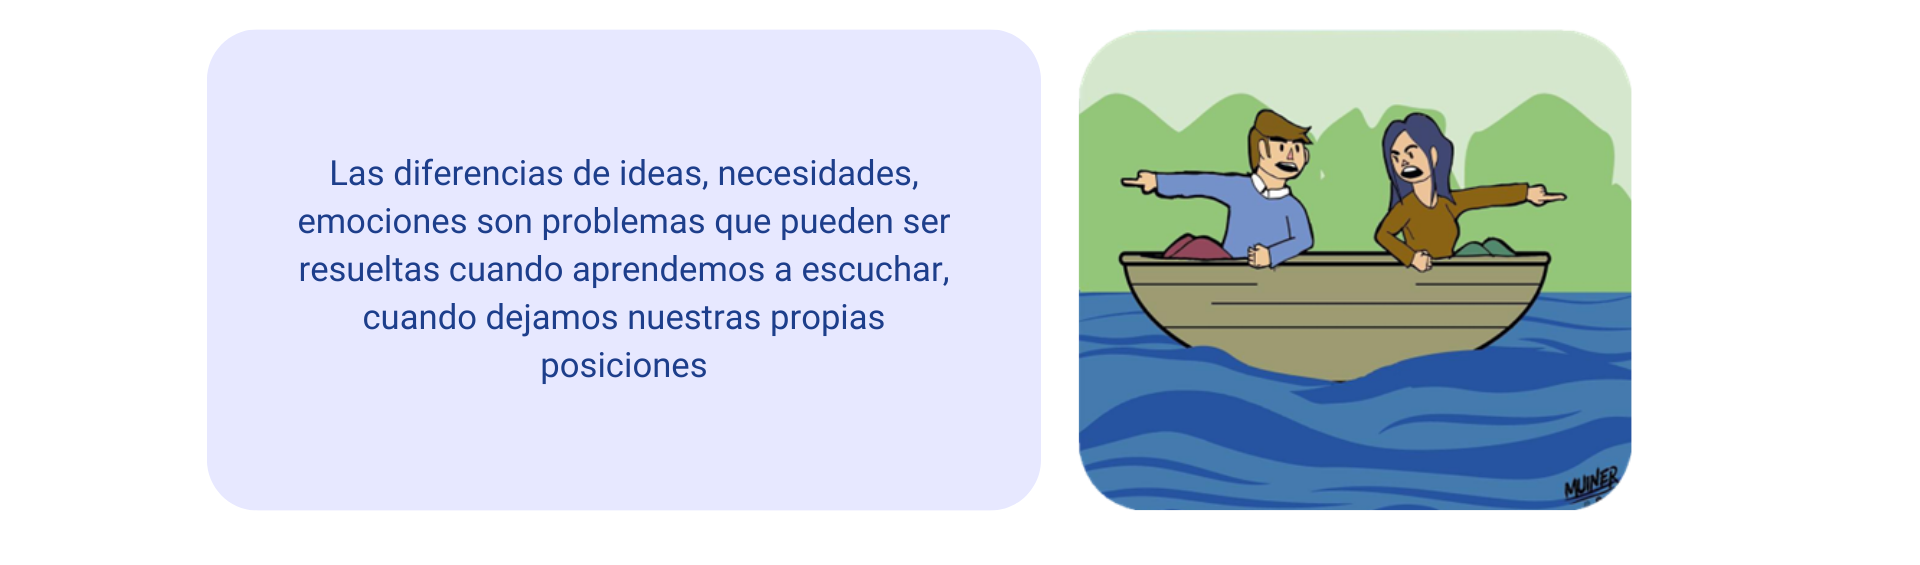 Las diferencias de ideas, necesidades,
emociones son problemas que pueden ser
resueltas cuando aprendemos a escuchar,
cuando dejamos nuestras propias
posiciones
MUINER